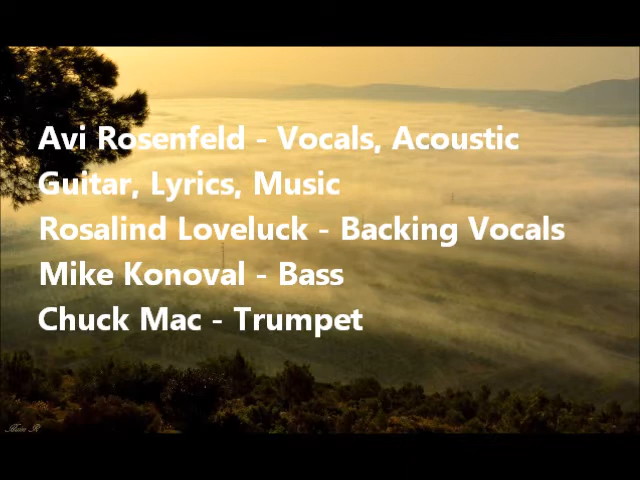 Avi Rosenfeld - Vocals, Acoustic
Guitar, Lyrics, Music
Rosalind Loveluck - Backing Vocals
Mike Konoval - Bass
Chuck Mac - Trumpet